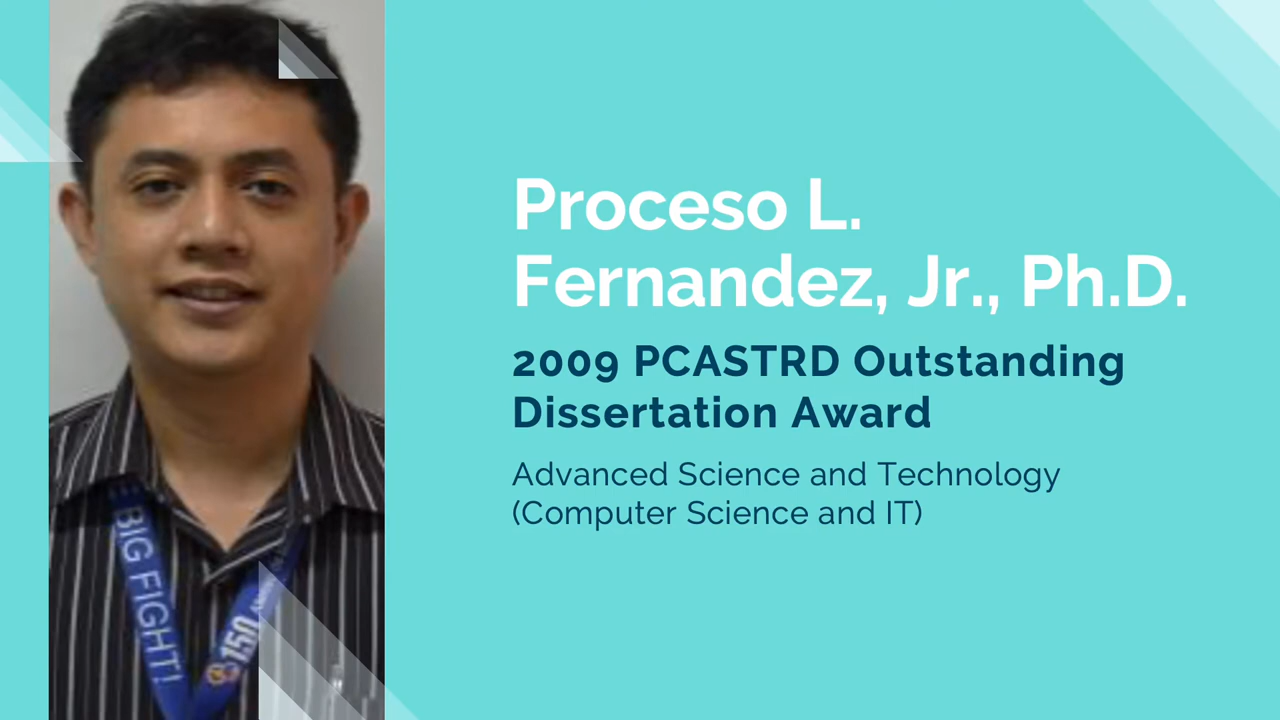 Proceso L.
Fernandez, Jr., Ph.D.
2009 PCASTRD Outstanding
Dissertation Award
Advanced Science and Technology
(Computer Science and IT)
BIG FIGHT!
150